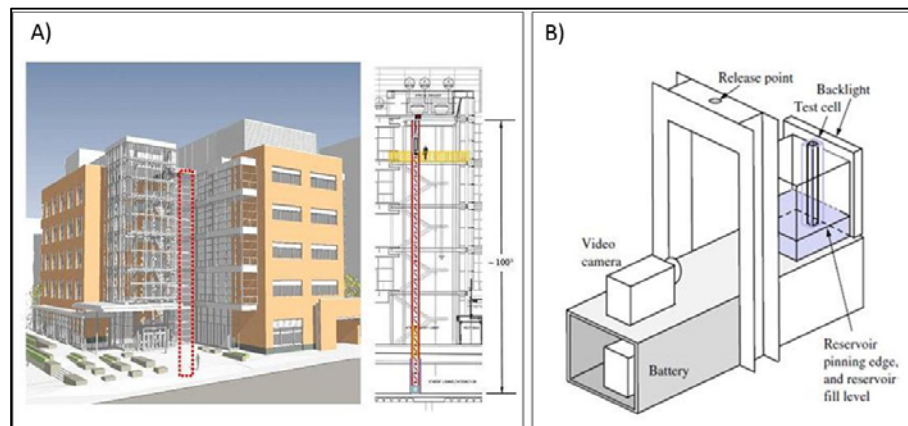 A)
~ 100'
B)
Release point
Backlight
Test cell
Video
camera
Battery
Reservoir
pinning edge,
and reservoir
fill level